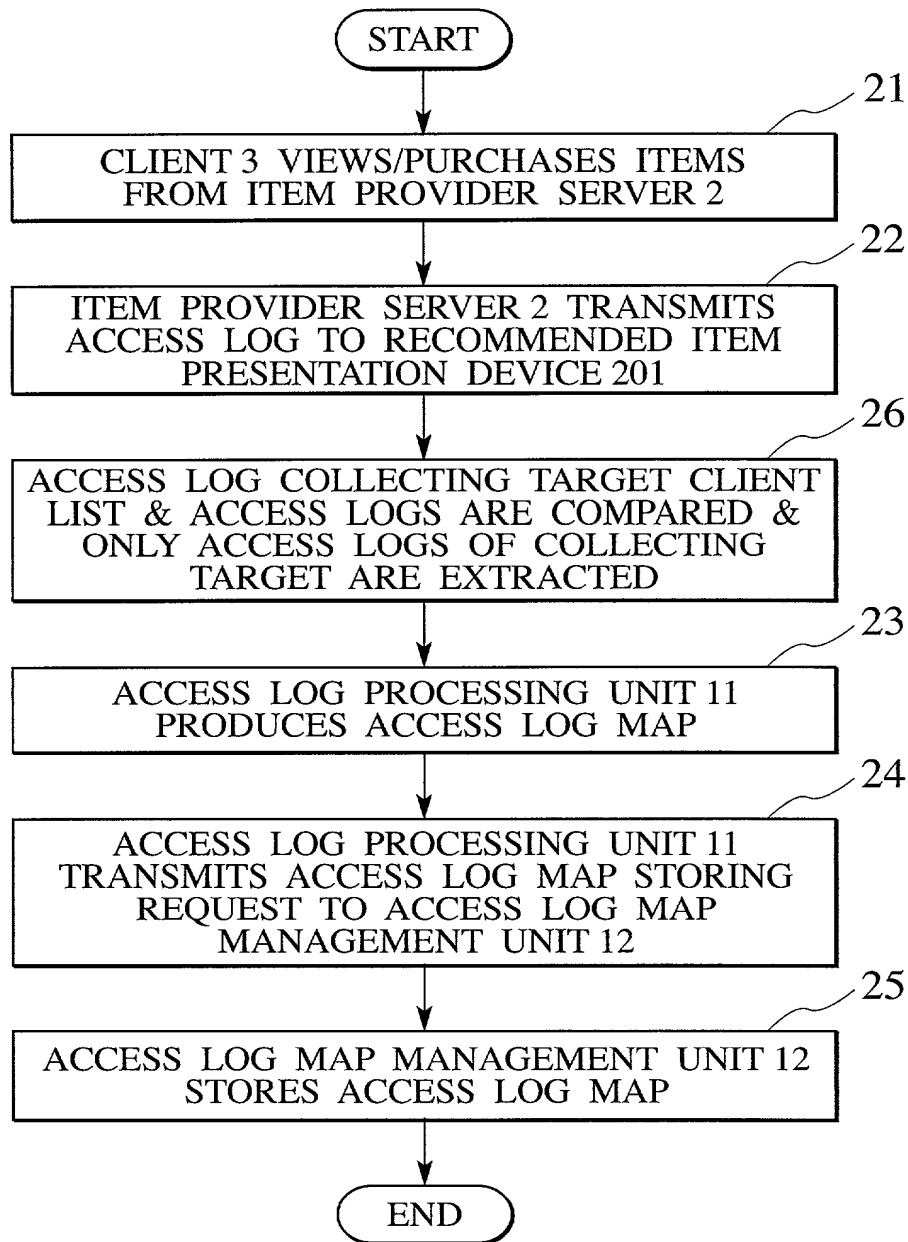 START
21
CLIENT 3 VIEWS/PURCHASES ITEMS
FROM ITEM PROVIDER SERVER 2
22
ITEM PROVIDER SERVER 2 TRANSMITS
ACCESS LOG TO RECOMMENDED ITEM
PRESENTATION DEVICE 201
26
ACCESS LOG COLLECTING TARGET CLIENT
LIST & ACCESS LOGS ARE COMPARED &
ONLY ACCESS LOGS OF COLLECTING
TARGET ARE EXTRACTED
23
ACCESS LOG PROCESSING UNIT 11
PRODUCES ACCESS LOG MAP
24
ACCESS LOG PROCESSING UNIT 11
TRANSMITS ACCESS LOG MAP STORING
REQUEST TO ACCESS LOG MAP
MANAGEMENT UNIT 12
25
ACCESS LOG MAP MANAGEMENT UNIT 12
STORES ACCESS LOG MAP
END